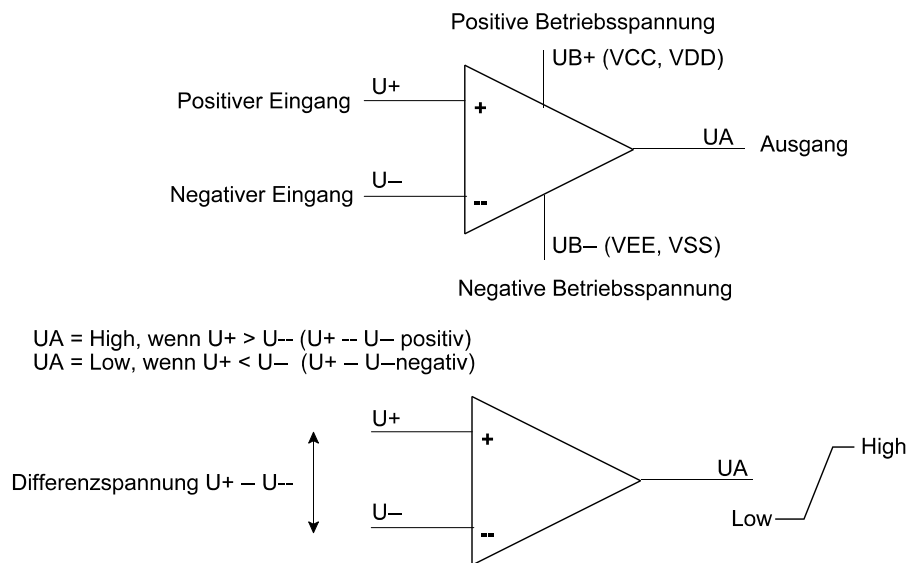 Positive Betriebsspannung
UB+ (VCC, VDD)
U+
Positiver Eingang
+
UA
Ausgang
U–
Negativer Eingang
--
UB– (VEE, VSS)
Negative Betriebsspannung
UA = High, wenn U+ > U-- (U+ -- U– positiv)
UA = Low, wenn U+ < U– (U+ – U–negativ)
U+
+
High
UA
Differenzspannung U+ – U--
U–
Low
--